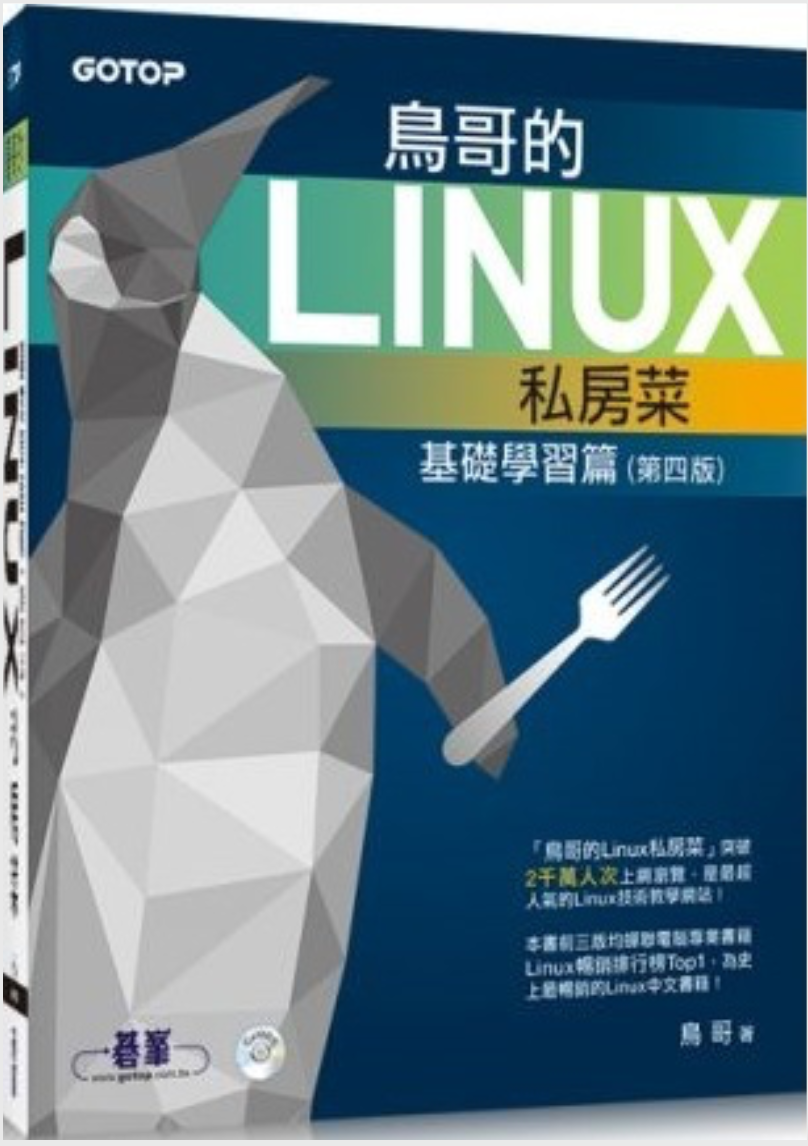 GOTOP
鳥哥的
LINUX
私房菜
基礎學習篇 (第四版)
「鳥哥的Linux私房菜」突破
2千萬人次上網瀏覽，是最超
人氣的Linux技術教學網站！
本書前三版均蟬聯電腦專業書籍
Linux暢銷排行榜Top1，為史
上最暢銷的Linux中文書籍！
鳥 哥 著
碁峯
www.gotop.com.tw
Linux